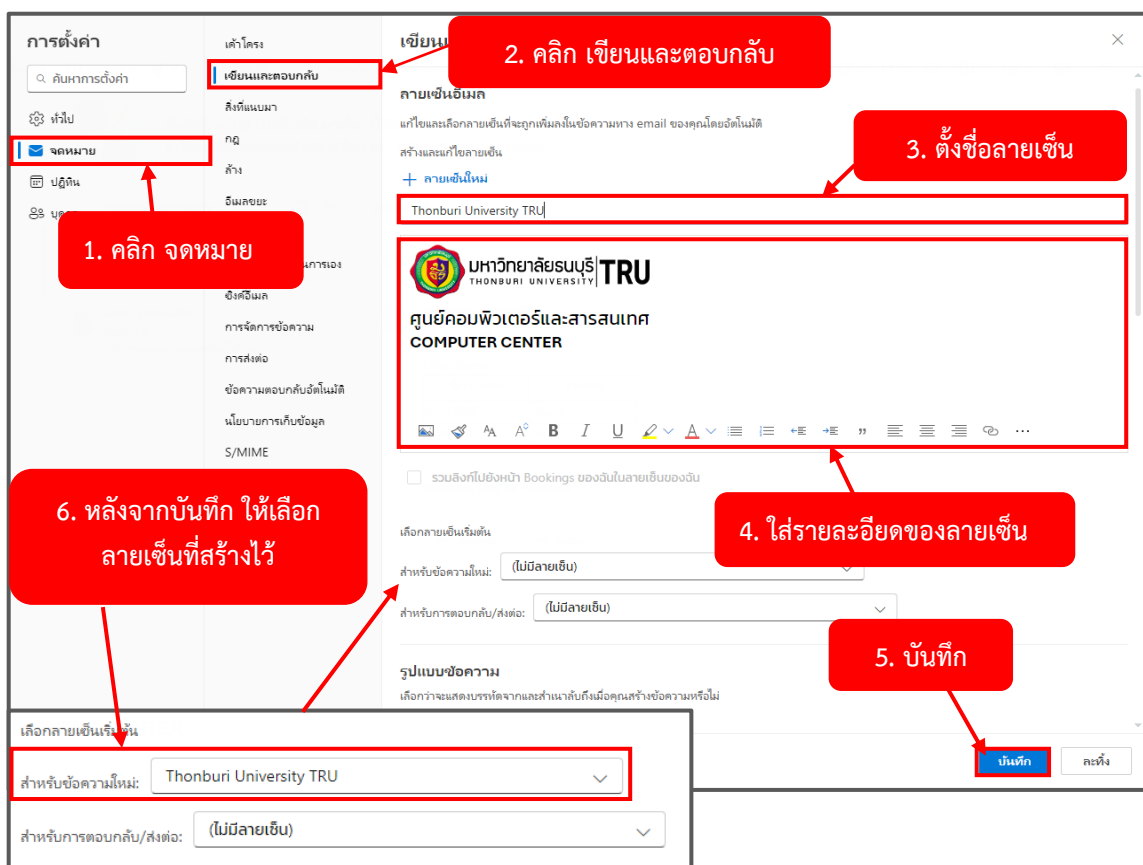 การตั้งค่า
ค้นหาการตั้งค่า
ทั่วไป
จดหมาย
ปฏิทิน
1. คลิก จดหมาย
เค้าโครง
เขียนและตอบกลับ
สิ่งที่แนบมา
กฎ
ล้าง
อีเมลขยะ
ซิงค์อีเมล
การจัดการข้อความ
การส่งต่อ
ข้อความตอบกลับอัตโนมัติ
นโยบายการเก็บข้อมูล
S/MIME
2. คลิก เขียนและตอบกลับ
ลายเซ็นอีเมล
แก้ไขและเลือกลายเซ็นที่จะถูกเพิ่มลงในข้อความทาง email ของคุณโดยอัตโนมัติ
สร้างและแก้ไขลายเซ็น
ลายเซ็นใหม่
3. ตั้งชื่อลายเซ็น
Thonburi University TRU
มหาวิทยาลัยธนบุรี TRU
THONBURI UNIVERSITY
ศูนย์คอมพิวเตอร์และสารสนเทศ
COMPUTER CENTER
รวมลิงก์ไปยังหน้า Bookings ของฉันในลายเซ็นของฉัน
4. ใส่รายละอียดของลายเซ็น
เลือกลายเซ็นเริ่มต้น
สำหรับข้อความใหม่: (ไม่มีลายเซ็น)
สำหรับการตอบกลับ/ส่งต่อ: (ไม่มีลายเซ็น)
รูปแบบข้อความ
เลือกว่าจะแสดงบรรทัดจากและสำเนาลับถึงเมื่อคุณสร้างข้อความหรือไม่
5. บันทึก
บันทึก
ละทิ้ง
6. หลังจากบันทึก ให้เลือก
ลายเซ็นที่สร้างไว้
เลือกลายเซ็นเริ่มต้น
สำหรับข้อความใหม่: Thonburi University TRU
สำหรับการตอบกลับ/ส่งต่อ: (ไม่มีลายเซ็น)